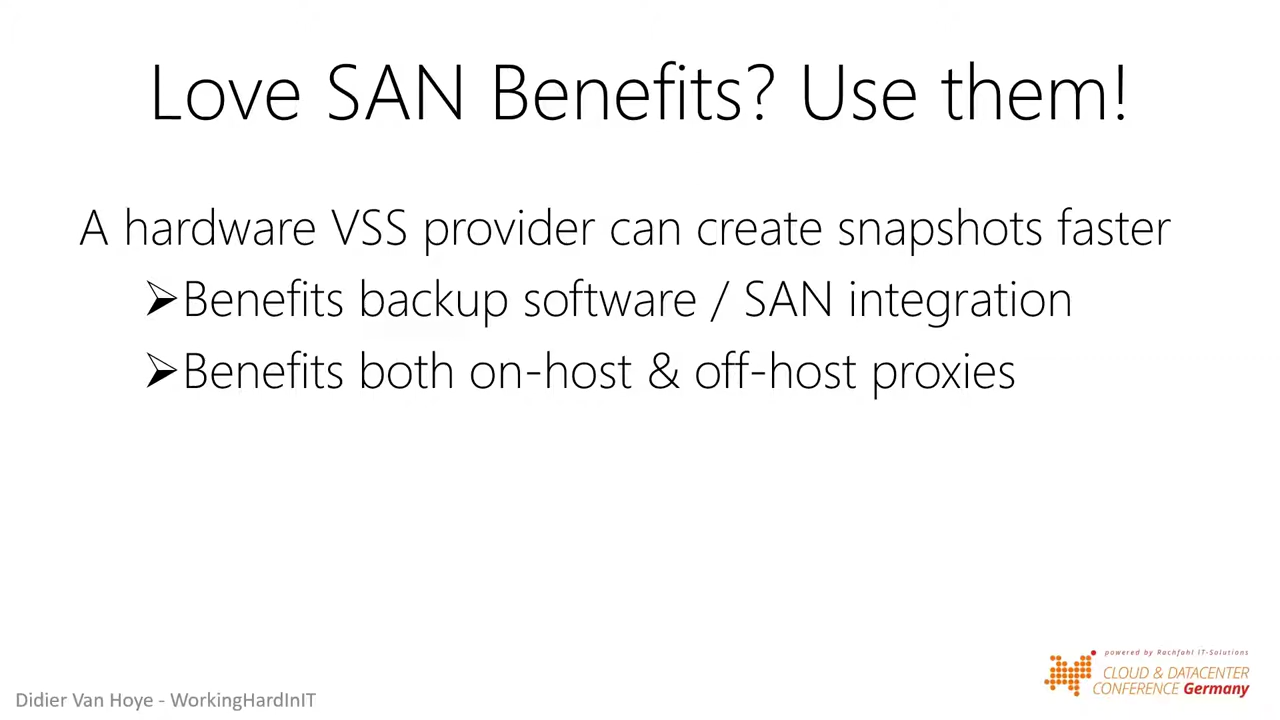 Love SAN Benefits? Use them!
A hardware VSS provider can create snapshots faster
➢Benefits backup software / SAN integration
➢Benefits both on-host & off-host proxies
powered by Rachfahl IT-Solutions
CLOUD & DATACENTER
CONFERENCE Germany
Didier Van Hoye - WorkingHardInIT